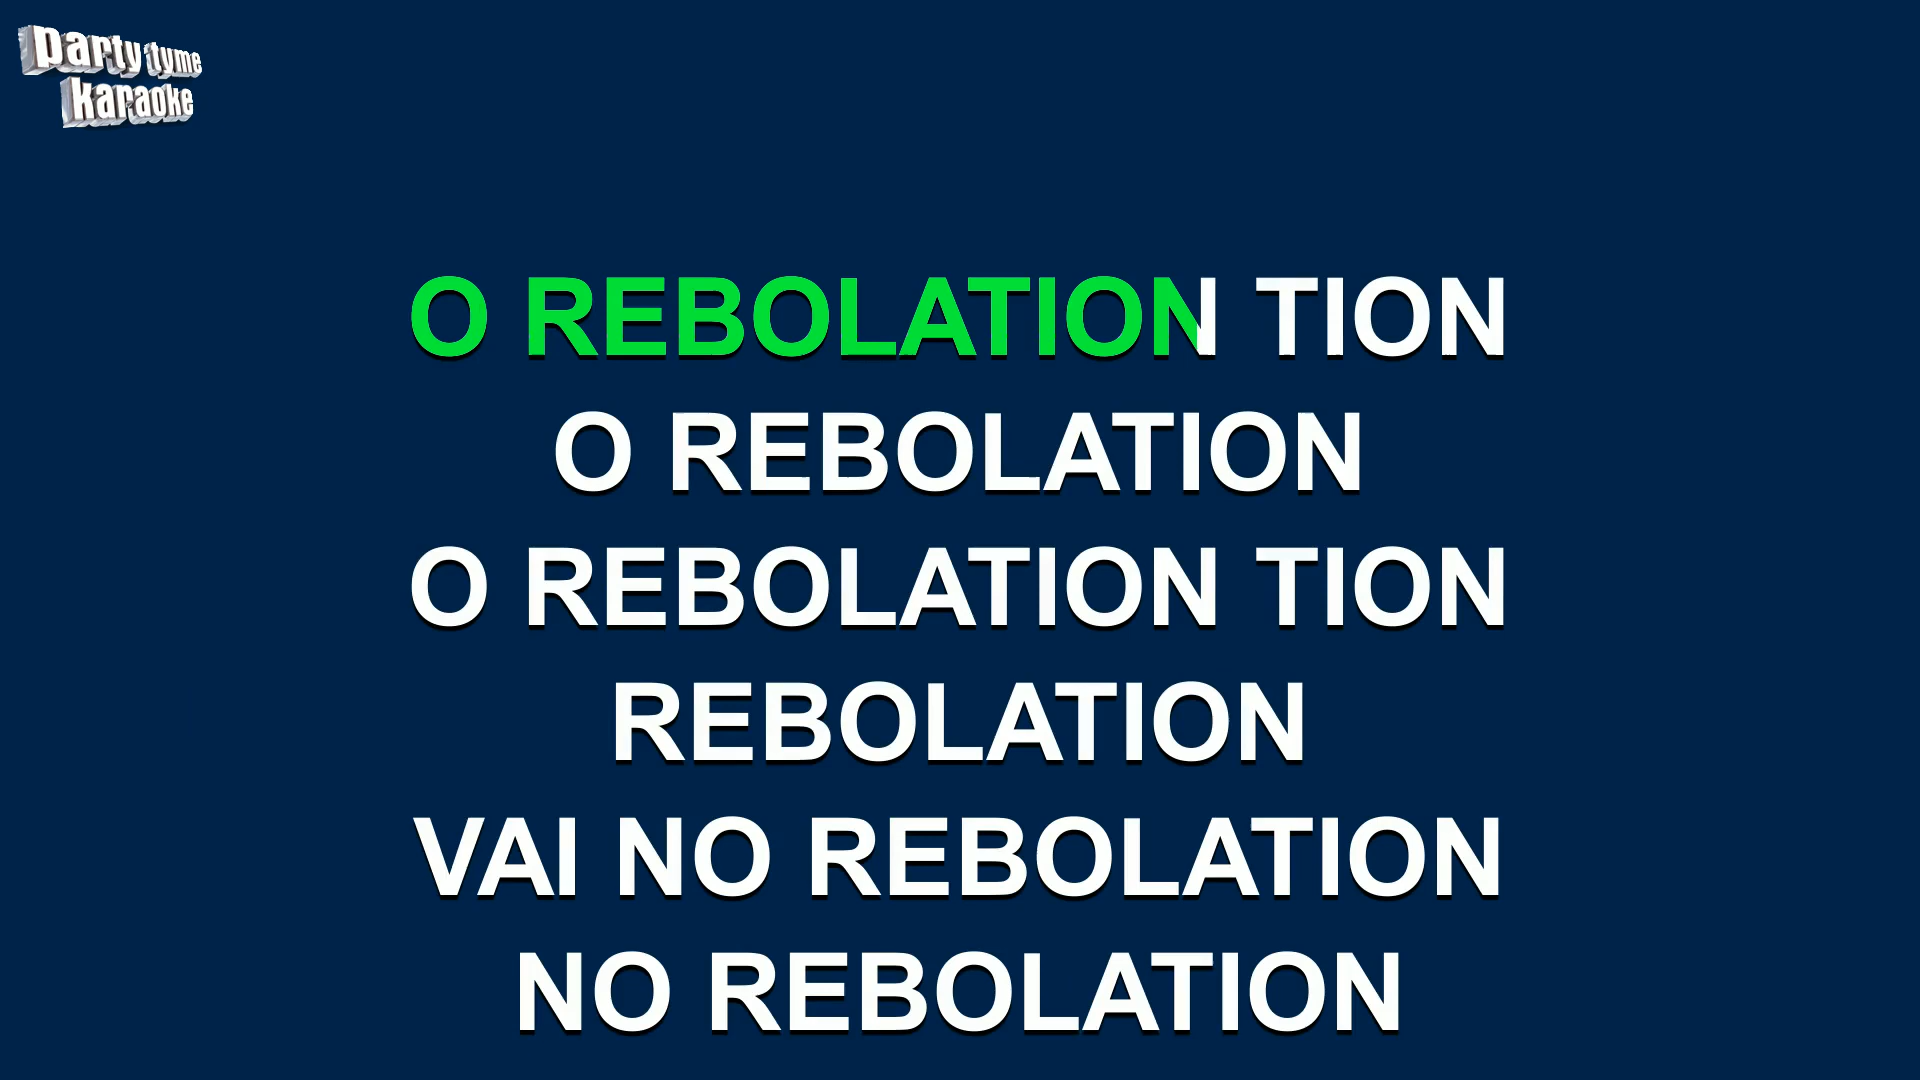 party tyme
karaoke
O REBOLATION TION
O REBOLATION
O REBOLATION TION
REBOLATION
VAI NO REBOLATION
NO REBOLATION